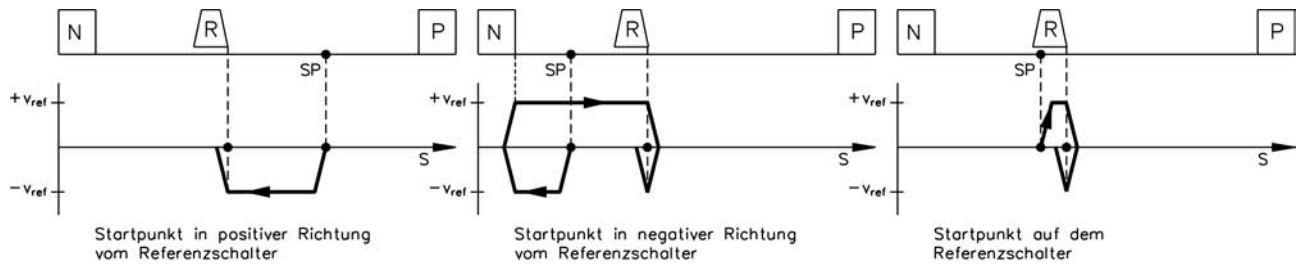 N R P
SP
+ vref
S
− vref
Startpunkt in positiver Richtung
vom Referenzschalter
N R P
SP
+ vref
S
− vref
Startpunkt in negativer Richtung
vom Referenzschalter
R P
SP
+ vref
S
− vref
Startpunkt auf dem
Referenzschalter
N